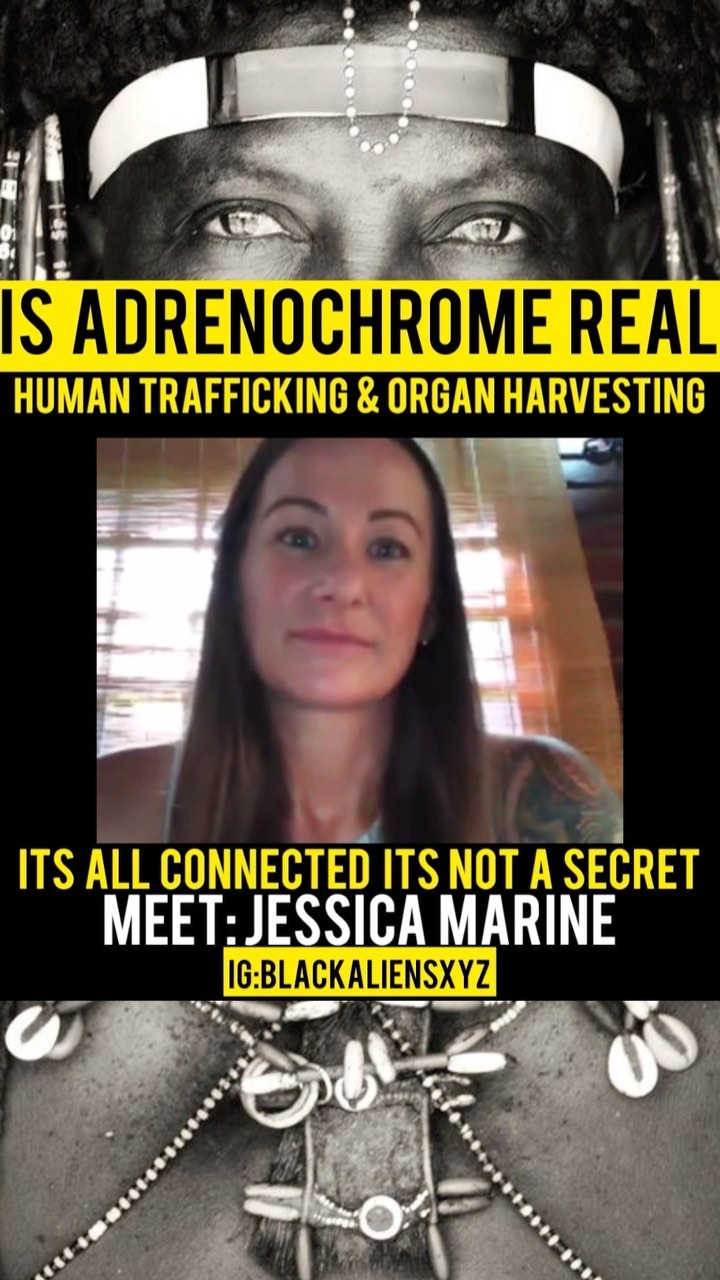 IS ADRENOCHROME REAL
HUMAN TRAFFICKING & ORGAN HARVESTING
ITS ALL CONNECTED ITS NOT A SECRET
MEET: JESSICA MARINE
IG:BLACKALIENSXYZ